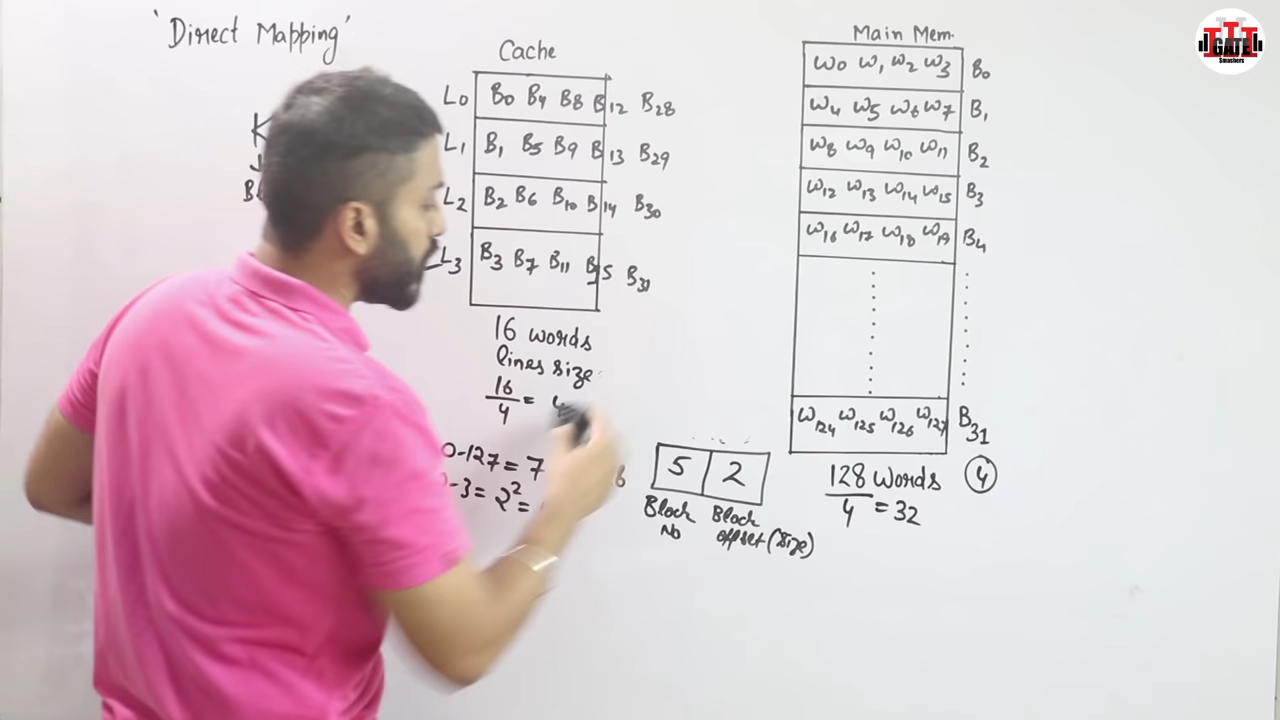 'Direct Mapping'
Cache
L0 B0 B4 B8 B12 B28
L1 B1 B5 B9 B13 B29
L2 B2 B6 B10 B14 B30
L3 B3 B7 B11 B15 B31
16 words
lines size
16/4 = 4
0-127 = 7
-3 = 2² =
K
5 2
Block No
Block offset (size)
Main Mem.
W0 W1 W2 W3 B0
W4 W5 W6 W7 B1
W8 W9 W10 W11 B2
W12 W13 W14 W15 B3
W16 W17 W18 W19 B4
W124 W125 W126 W127 B31
128 words 4
4 = 32
GATE
Smashers